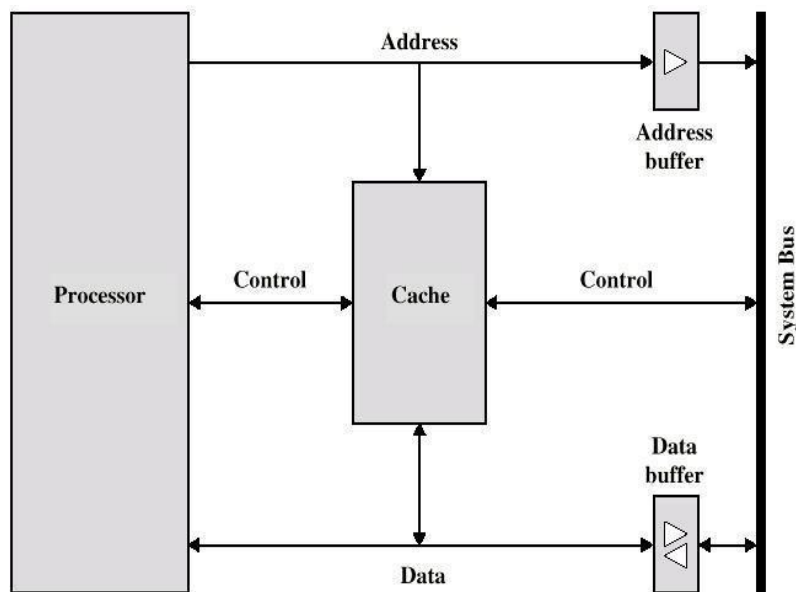 Address
Address
buffer
Processor
Control
Cache
Control
System Bus
Data
buffer
Data